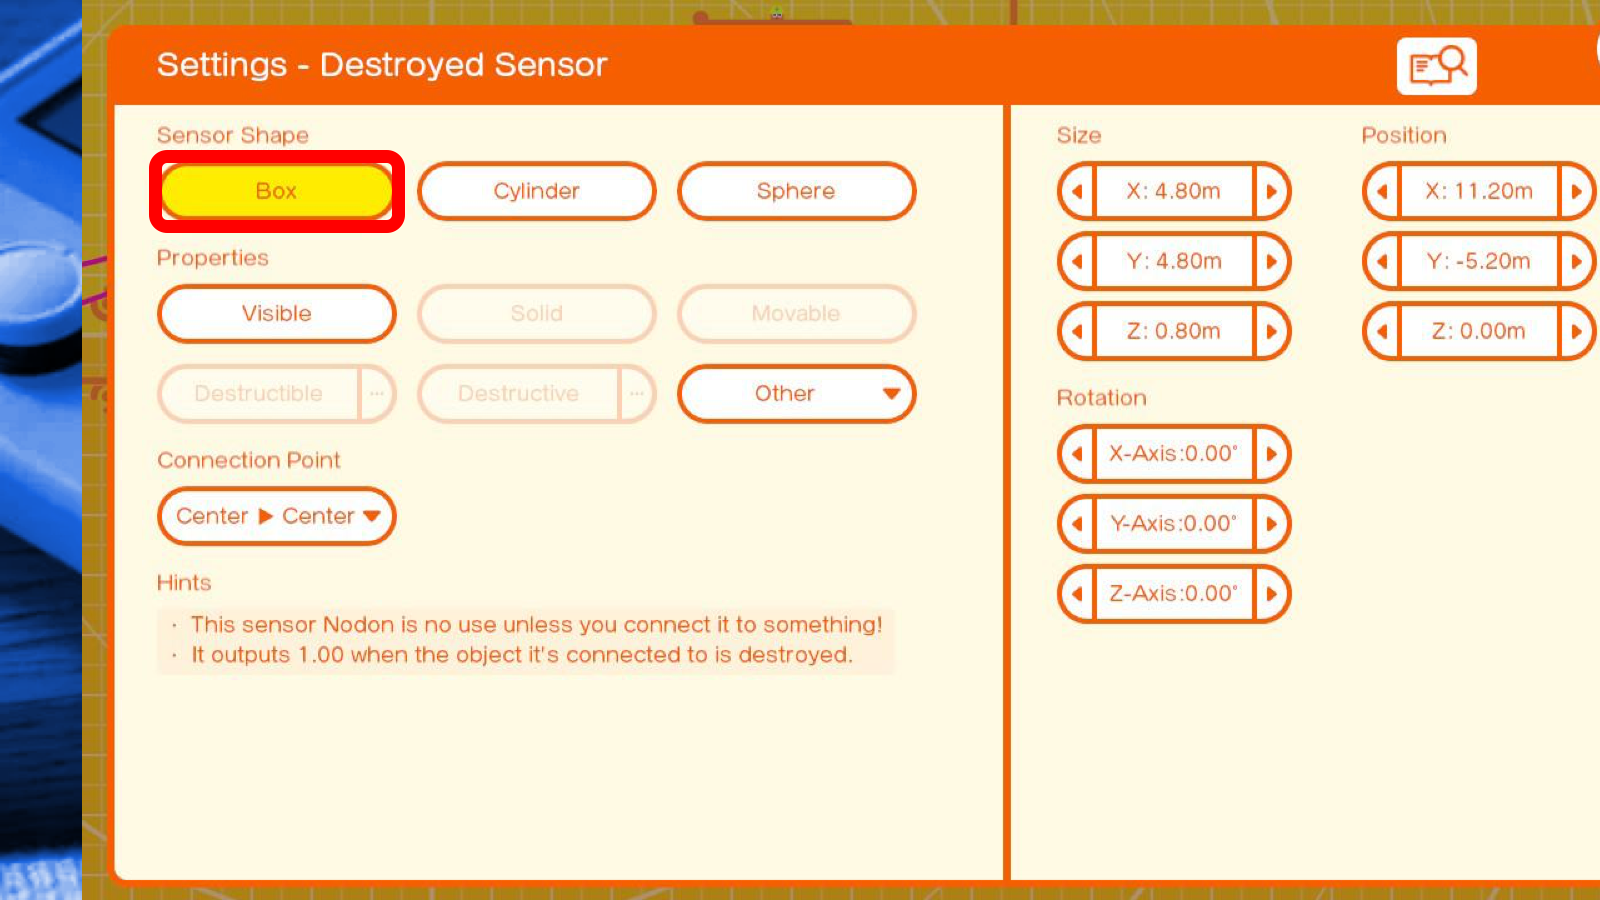 Settings - Destroyed Sensor
Sensor Shape
Box
Cylinder
Sphere
Properties
Visible
Solid
Movable
Destructible
...
Destructive
...
Other
Connection Point
Center ▶ Center
Hints
· This sensor Nodon is no use unless you connect it to something!
· It outputs 1.00 when the object it's connected to is destroyed.
Size
X: 4.80m
Y: 4.80m
Z: 0.80m
Position
X: 11.20m
Y: -5.20m
Z: 0.00m
Rotation
X-Axis:0.00°
Y-Axis:0.00°
Z-Axis:0.00°